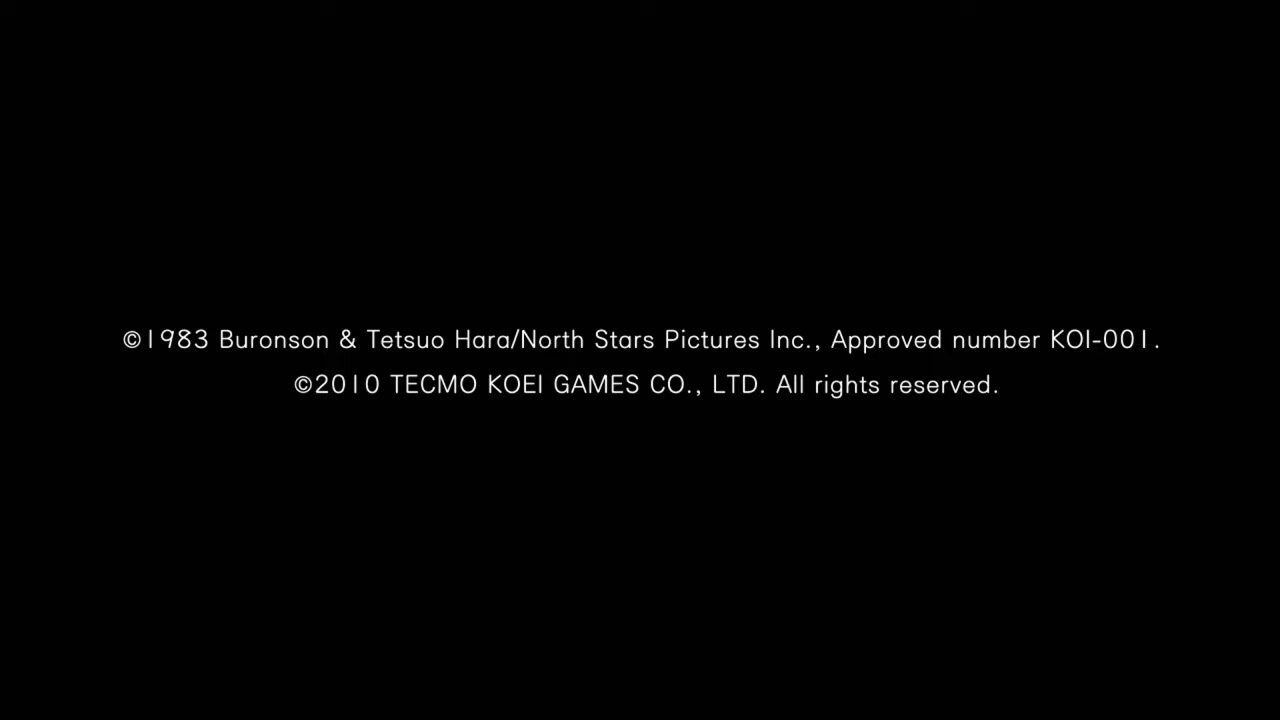 ©1983 Buronson & Tetsuo Hara/North Stars Pictures Inc., Approved number KOI-001.
©2010 TECMO KOEI GAMES CO., LTD. All rights reserved.